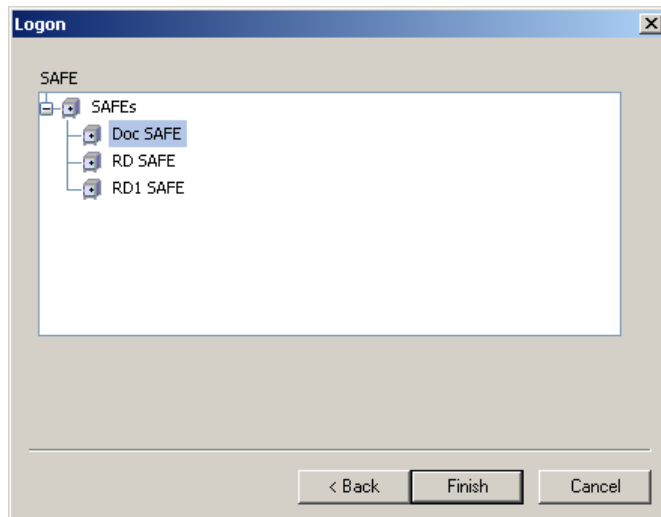 Logon
SAFE
SAFEs
Doc SAFE
RD SAFE
RD1 SAFE
< Back Finish Cancel